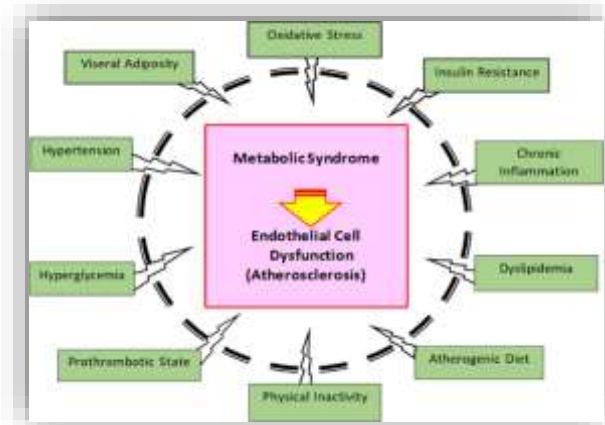 Oxidative Stress
Viseral Adiposity
Insulin Resistance
Hypertension
Metabolic Syndrome
Chronic
Inflammation
Endothelial Cell
Dysfunction
(Atherosclerosis)
Hyperglycemia
Dyslipidemia
Prothrombotic State
Atherogenic Diet
Physical Inactivity